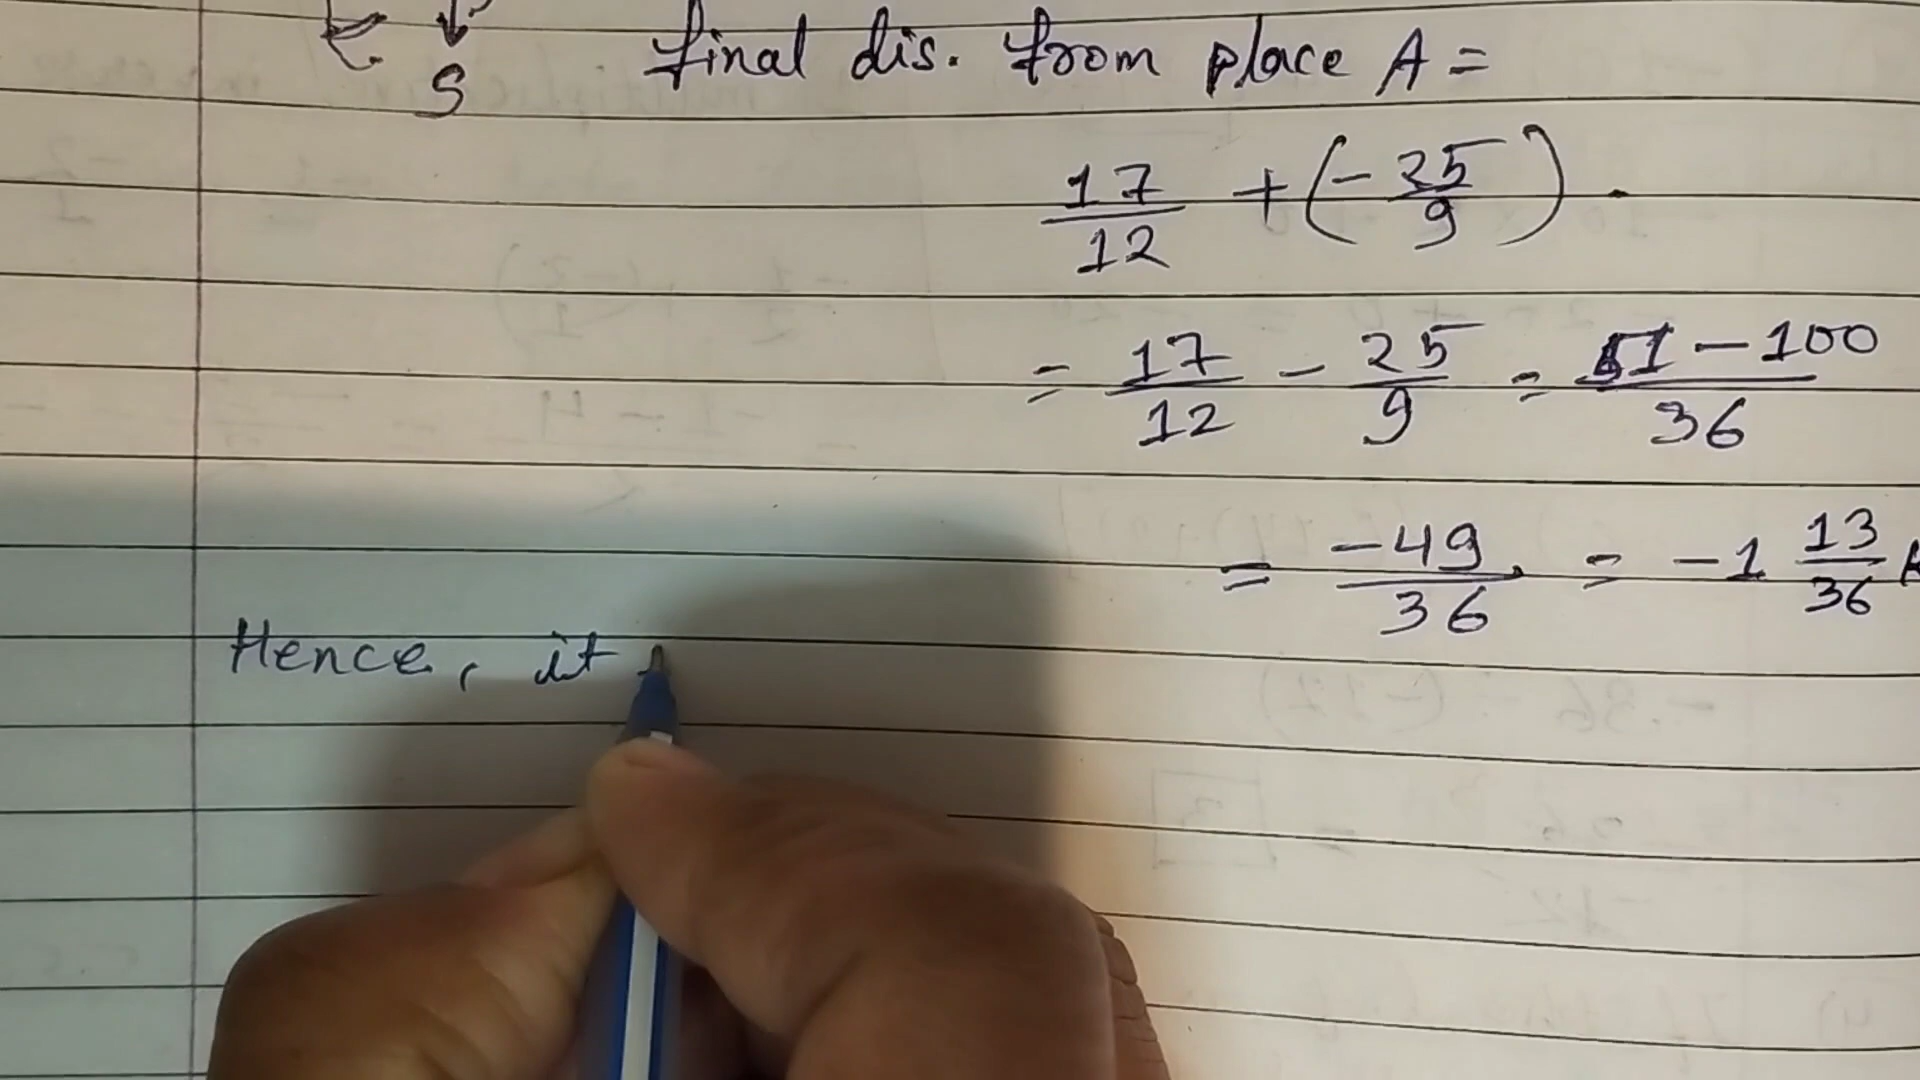 S
final dis. from place A =
17/12 + (-25/9)
= 17/12 - 25/9 = 51-100/36
= -49/36 = -1 13/36
Hence, it